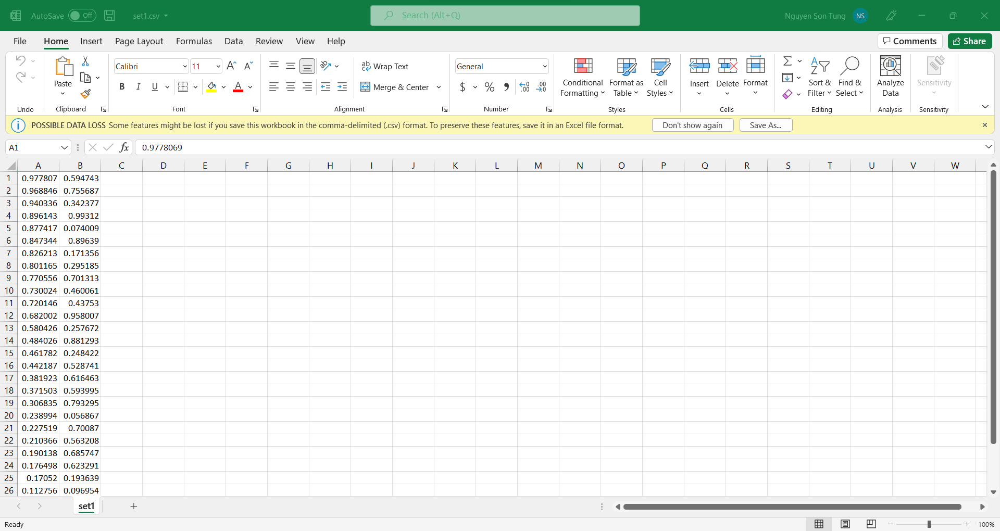 AutoSave Off set1.csv Search (Alt+Q) Nguyen Son Tung NS
File Home Insert Page Layout Formulas Data Review View Help Comments Share
Paste
Undo
Clipboard
Calibri 11
B I U A
Font
Wrap Text
Merge & Center
Alignment
General
$ % 9
Number
Conditional Formatting
Format as Table
Cell Styles
Styles
Insert
Delete
Format
Cells
Sort & Filter
Find & Select
Editing
Analyze Data
Analysis
Sensitivity
Sensitivity
POSSIBLE DATA LOSS Some features might be lost if you save this workbook in the comma-delimited (.csv) format. To preserve these features, save it in an Excel file format. Don't show again Save As...
A1 fx 0.9778069
A B C D E F G H I J K L M N O P Q R S T U V W
1 0.977807 0.594743
2 0.968846 0.755687
3 0.940336 0.342377
4 0.896143 0.99312
5 0.877417 0.074009
6 0.847344 0.89639
7 0.826213 0.171356
8 0.801165 0.295185
9 0.770556 0.701313
10 0.730024 0.460061
11 0.720146 0.43753
12 0.682002 0.958007
13 0.580426 0.257672
14 0.484026 0.881293
15 0.461782 0.248422
16 0.442187 0.528741
17 0.381923 0.616463
18 0.371503 0.593995
19 0.306835 0.793295
20 0.238994 0.056867
21 0.227519 0.70087
22 0.210366 0.563208
23 0.190138 0.685747
24 0.176498 0.623291
25 0.17052 0.193639
26 0.112756 0.096954
set1
Ready 100%